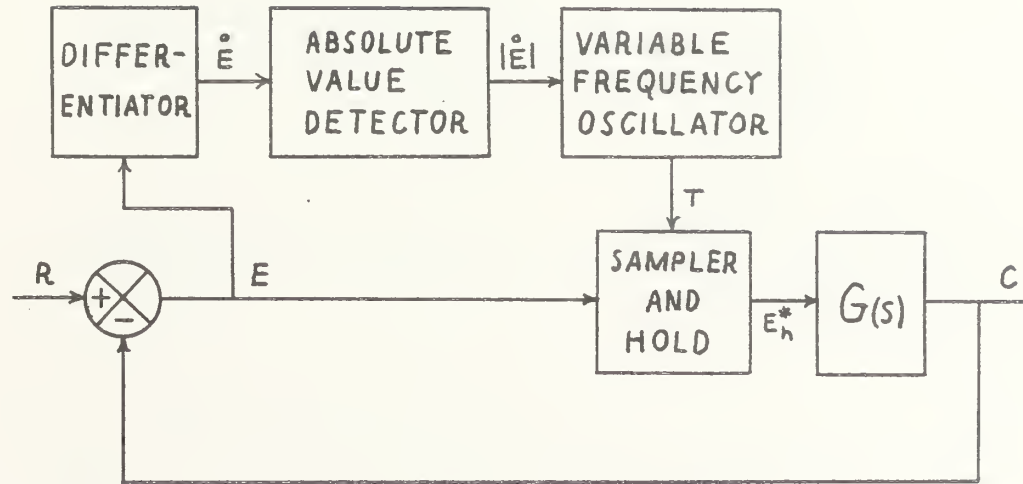 DIFFER-
ENTIATOR
E̊
ABSOLUTE
VALUE
DETECTOR
|E̊|
VARIABLE
FREQUENCY
OSCILLATOR
T
R
+
-
E
SAMPLER
AND
HOLD
E*h
G(s)
C